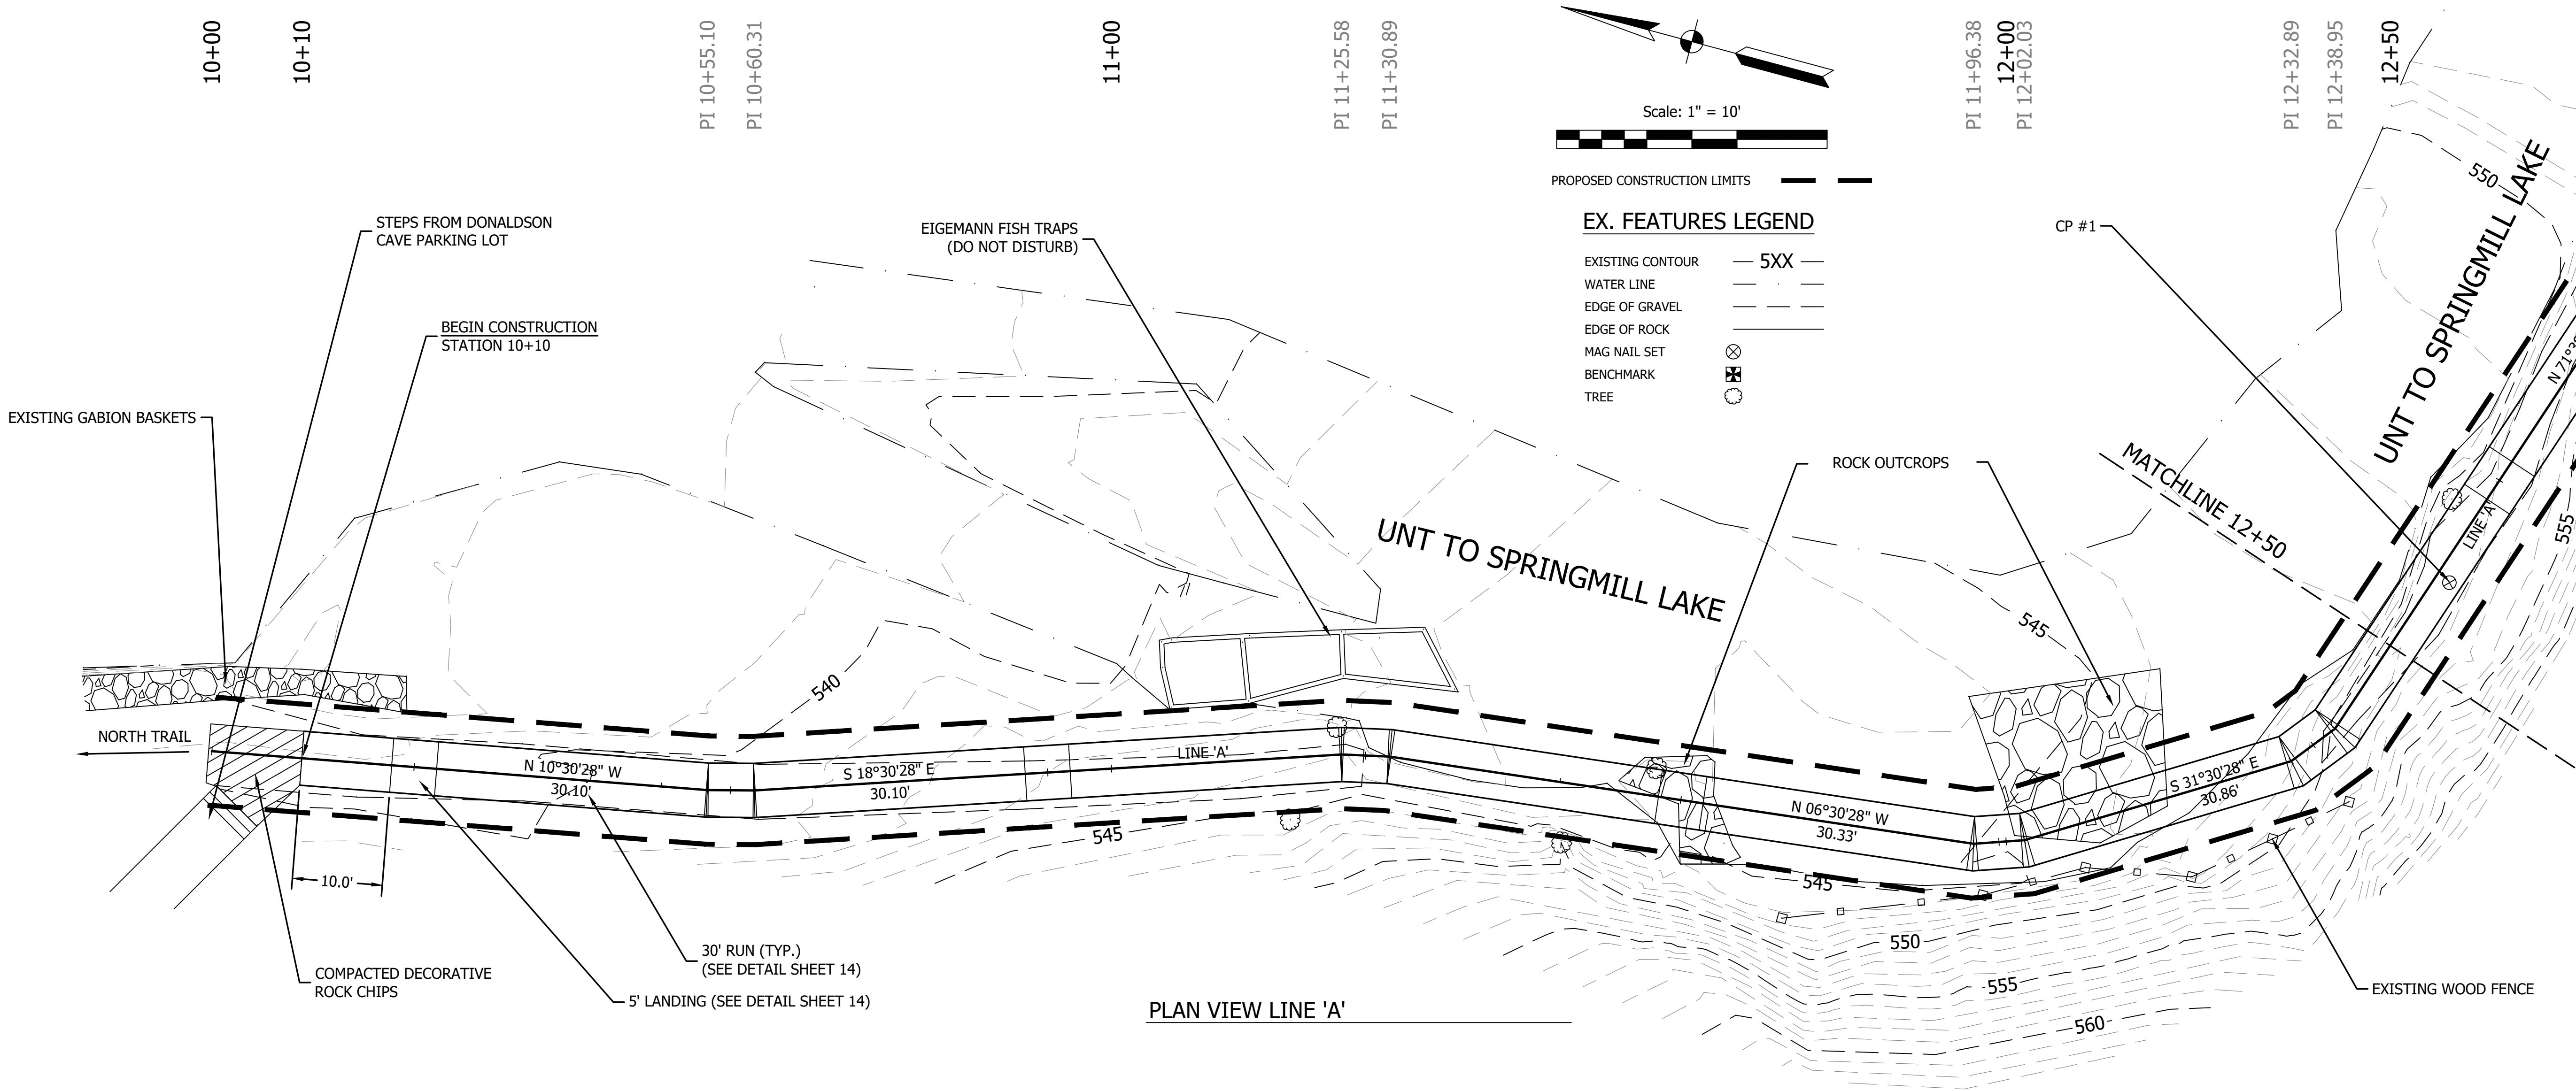 10+00
10+10
PI 10+55.10
PI 10+60.31
11+00
PI 11+25.58
PI 11+30.89
PI 11+96.38
12+00
PI 12+02.03
PI 12+32.89
PI 12+38.95
12+50
Scale: 1" = 10'
PROPOSED CONSTRUCTION LIMITS
EX. FEATURES LEGEND
EXISTING CONTOUR
5XX
WATER LINE
EDGE OF GRAVEL
EDGE OF ROCK
MAG NAIL SET
BENCHMARK
TREE
STEPS FROM DONALDSON
CAVE PARKING LOT
BEGIN CONSTRUCTION
STATION 10+10
EXISTING GABION BASKETS
EIGEMANN FISH TRAPS
(DO NOT DISTURB)
CP #1
550
UNT TO SPRINGMILL LAKE
ROCK OUTCROPS
MATCHLINE 12+50
UNT TO SPRINGMILL LAKE
LINE 'A'
555
545
540
NORTH TRAIL
N 10°30'28" W
30.10'
S 18°30'28" E
30.10'
LINE 'A'
N 06°30'28" W
30.33'
S 31°30'28" E
30.86'
545
545
550
555
560
10.0'
COMPACTED DECORATIVE
ROCK CHIPS
30' RUN (TYP.)
(SEE DETAIL SHEET 14)
5' LANDING (SEE DETAIL SHEET 14)
EXISTING WOOD FENCE
PLAN VIEW LINE 'A'